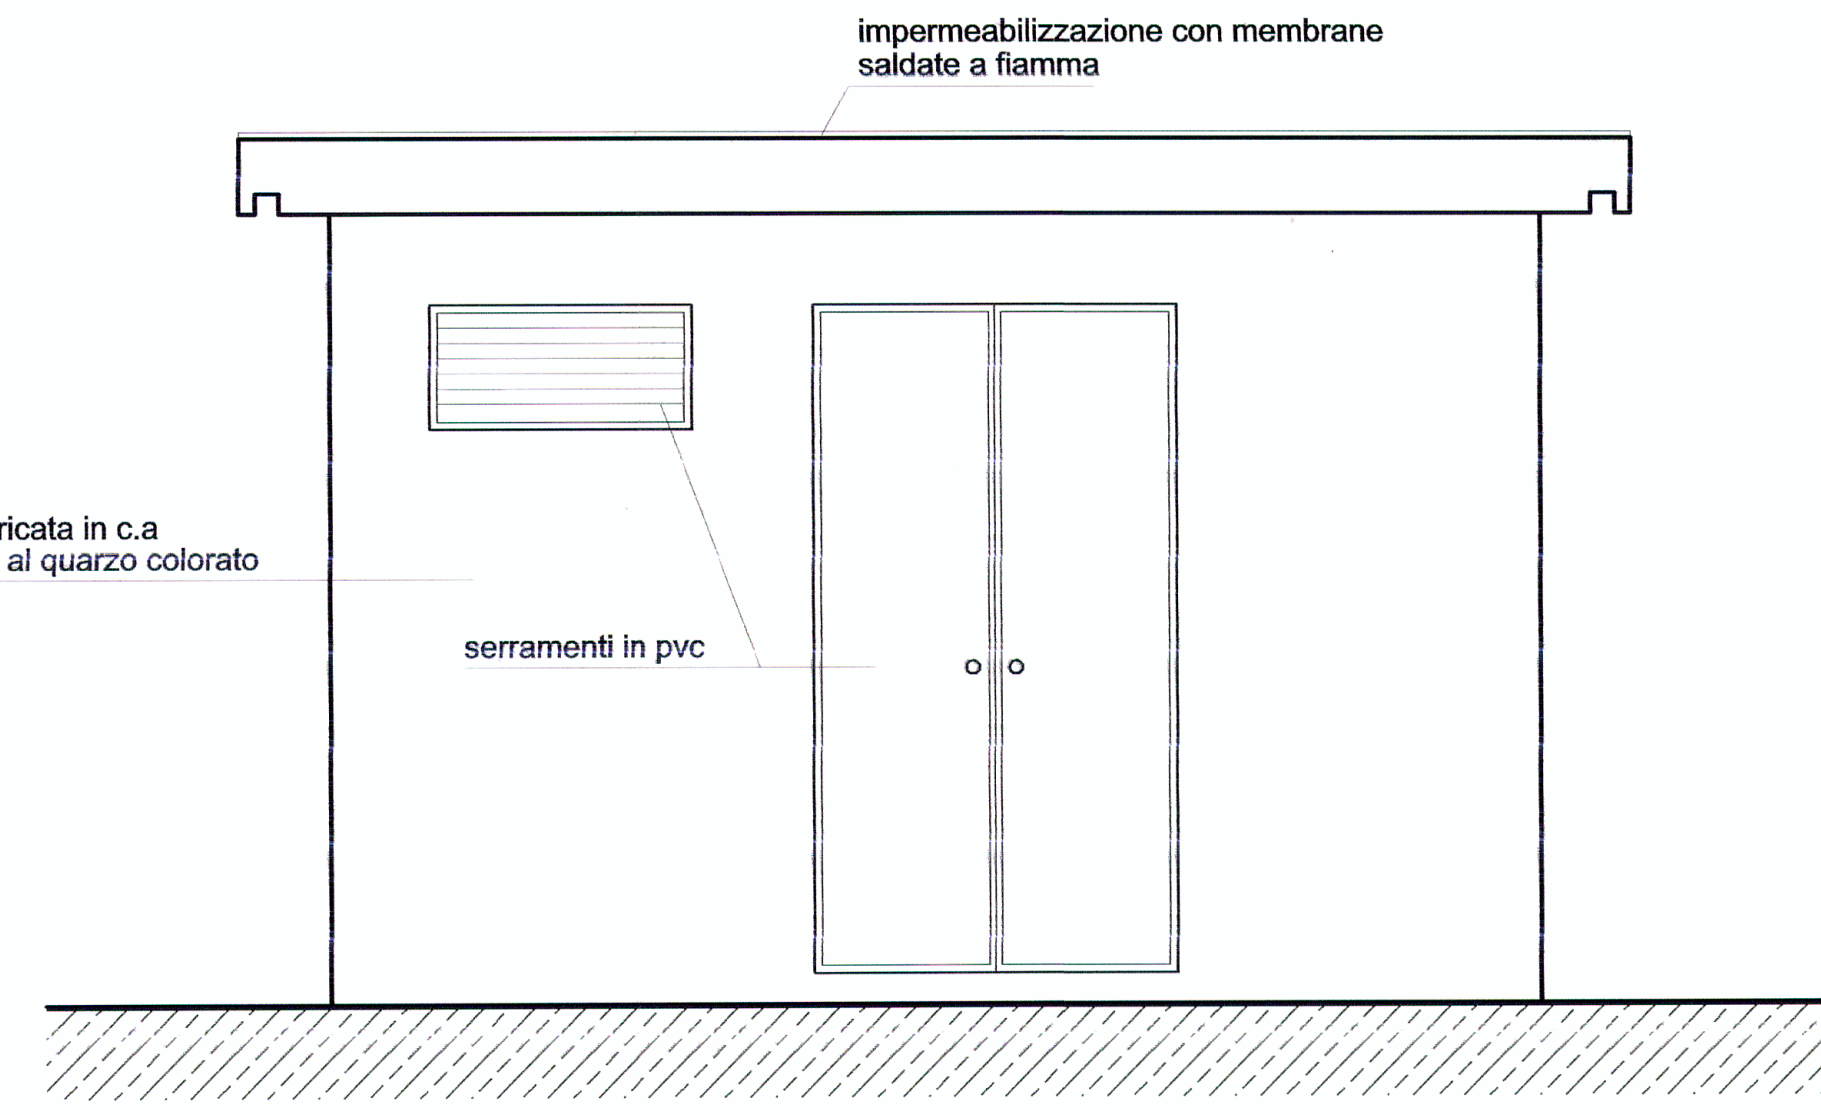 impermeabilizzazione con membrane
saldate a fiamma
ricata in c.a
al quarzo colorato
serramenti in pvc